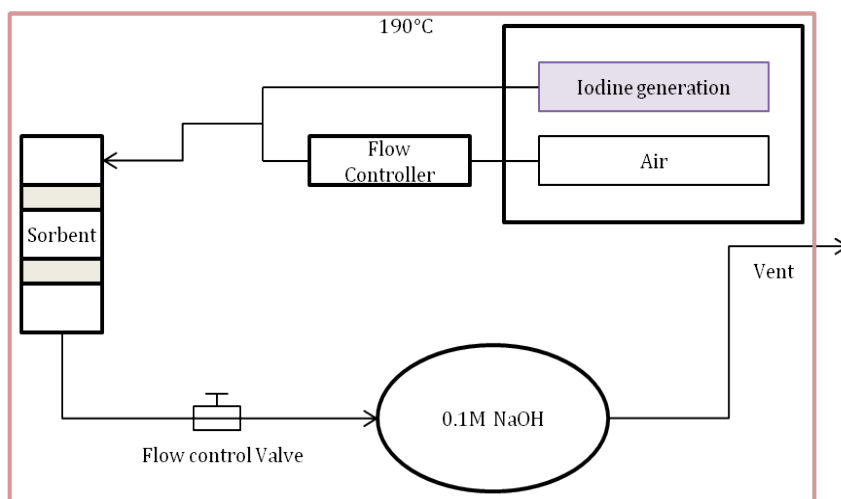 190°C
Iodine generation
Flow
Controller
Air
Sorbent
Vent
0.1M NaOH
Flow control Valve